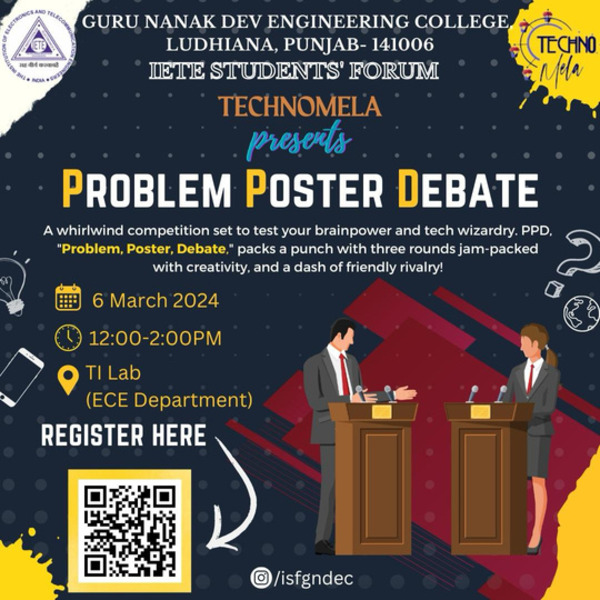 GURU NANAK DEV ENGINEERING COLLEGE,
LUDHIANA, PUNJAB- 141006
IETE STUDENTS' FORUM
IETE
TECHNO
Mela
TECHNOMELA
presents
PROBLEM POSTER DEBATE
A whirlwind competition set to test your brainpower and tech wizardry. PPD,
"Problem, Poster, Debate," packs a punch with three rounds jam-packed
with creativity, and a dash of friendly rivalry!
6 March 2024
12:00-2:00PM
TI Lab
(ECE Department)
REGISTER HERE
/isfgndec